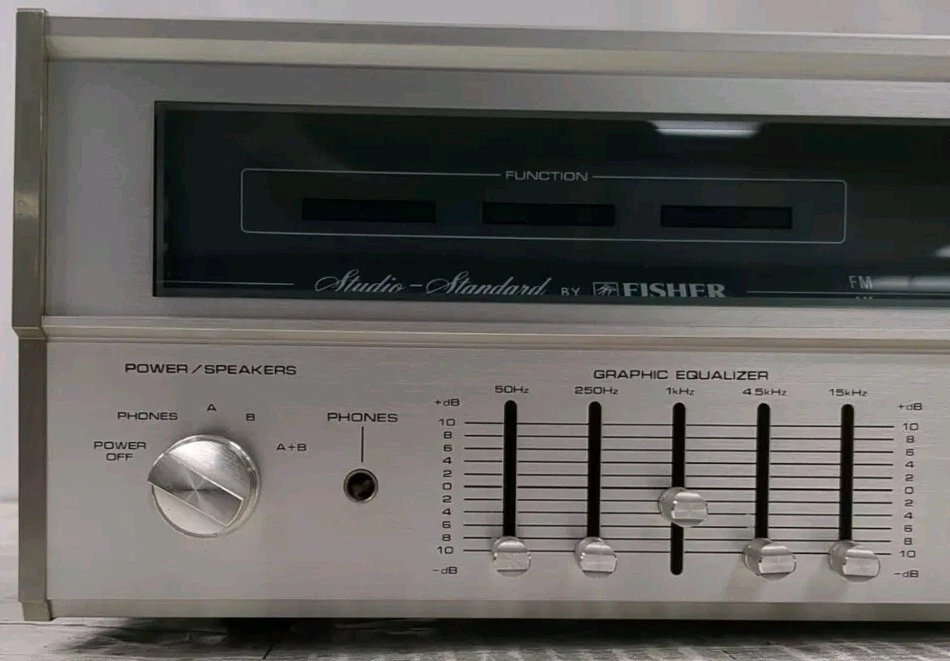 FUNCTION
Studio-Standard BY FISHER
FM
POWER/SPEAKERS
PHONES A B
POWER OFF A+B
PHONES
GRAPHIC EQUALIZER
50Hz 250Hz 1kHz 4.5kHz 15kHz
+dB +dB
10 10
8 8
6 6
4 4
2 2
0 0
2 2
4 4
6 6
8 8
10 10
-dB -dB